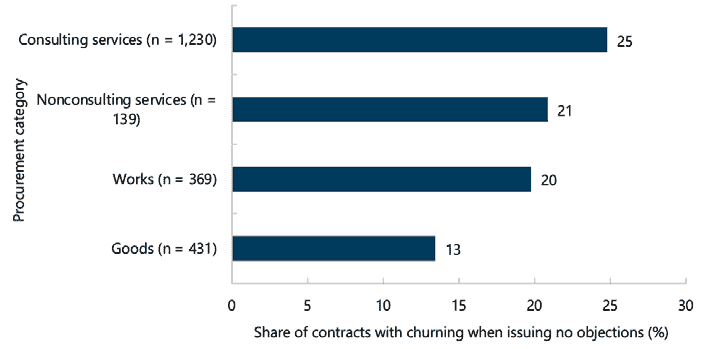 Procurement category
Consulting services (n = 1,230)
25
Nonconsulting services (n =
139)
21
Works (n = 369)
20
Goods (n = 431)
13
0 5 10 15 20 25 30
Share of contracts with churning when issuing no objections (%)